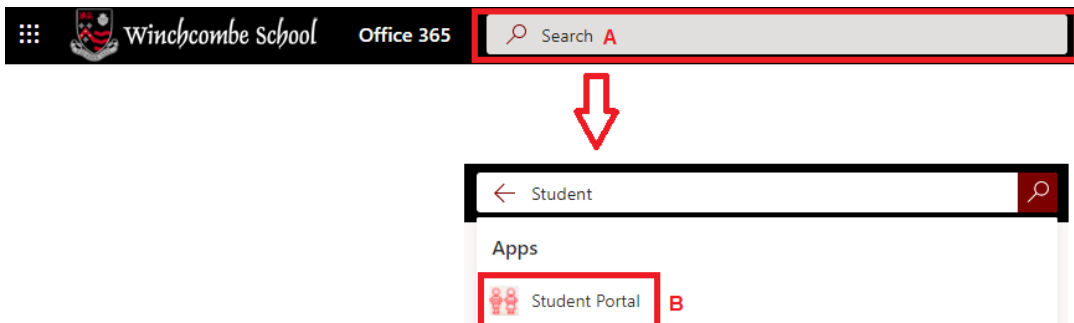 Winchcombe School Office 365 Search A
Student
Apps
Student Portal B